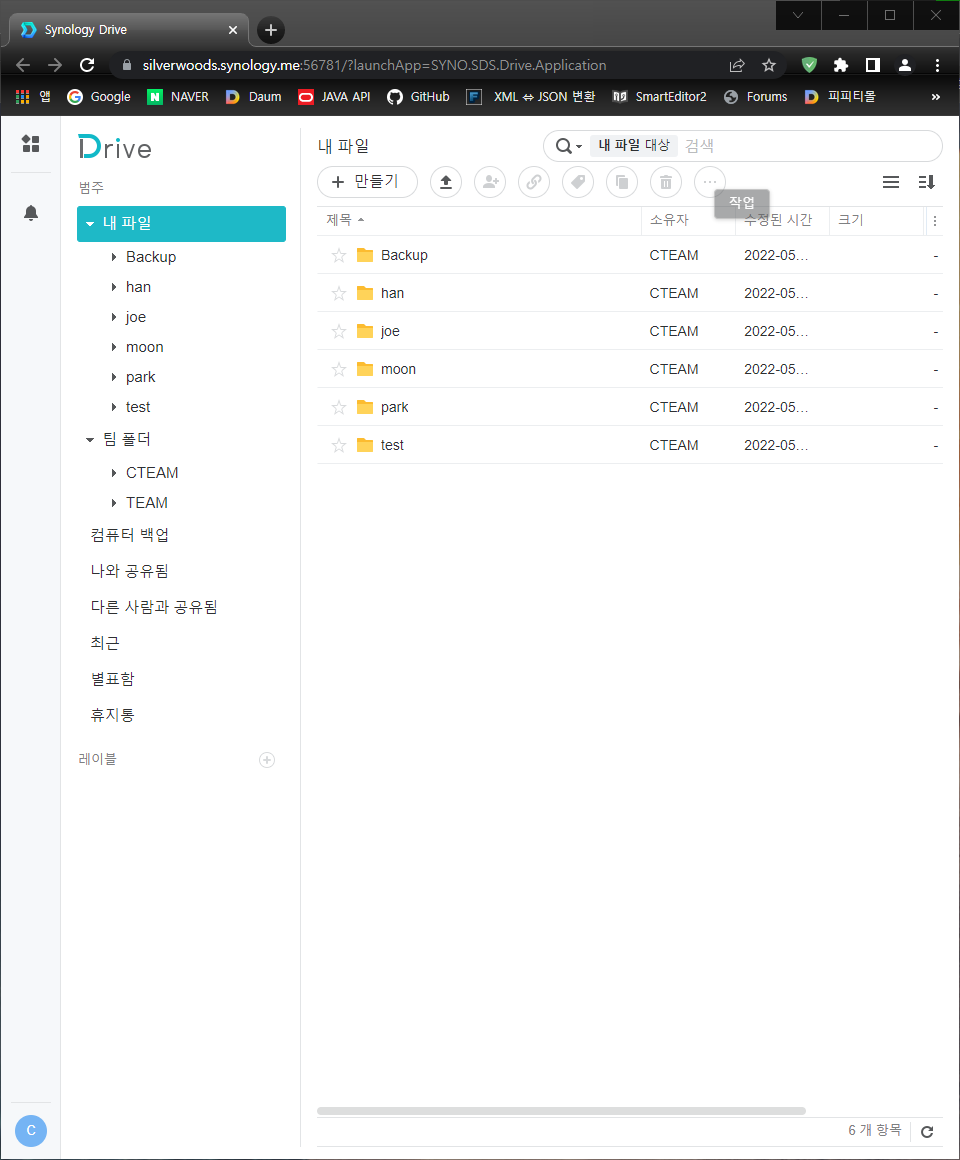 Synology Drive
silverwoods.synology.me:56781/?launchApp=SYNO.SDS.Drive.Application
앱 Google NAVER Daum JAVA API GitHub XML ⇔ JSON 변환 SmartEditor2 Forums 피피티몰 »
Drive
범주
내 파일
Backup
han
joe
moon
park
test
팀 폴더
CTEAM
TEAM
컴퓨터 백업
나와 공유됨
다른 사람과 공유됨
최근
별표함
휴지통
레이블
C
내 파일
내 파일 대상 검색
만들기
작업
제목 소유자 수정된 시간 크기
Backup CTEAM 2022-05... -
han CTEAM 2022-05... -
joe CTEAM 2022-05... -
moon CTEAM 2022-05... -
park CTEAM 2022-05... -
test CTEAM 2022-05... -
6 개 항목